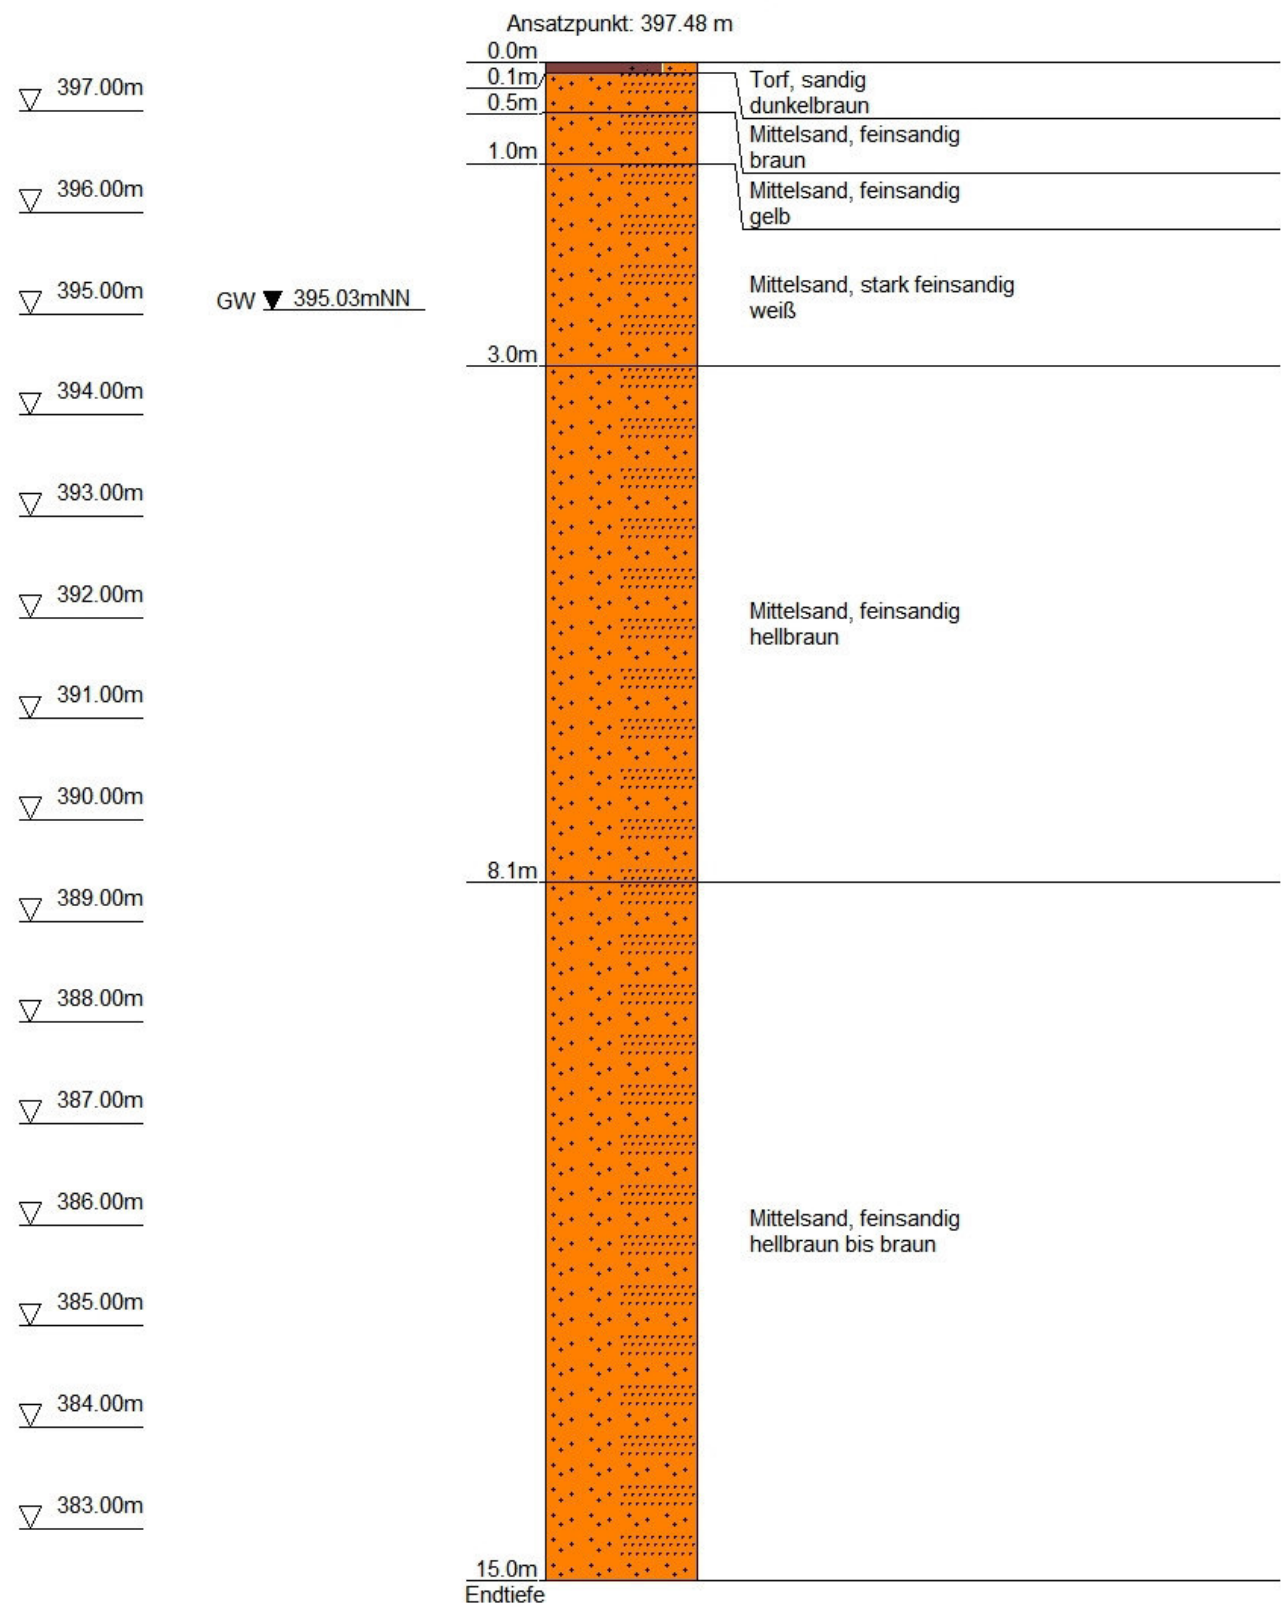 Ansatzpunkt: 397.48 m
0.0m
0.1m
0.5m
1.0m
3.0m
8.1m
15.0m
Endtiefe
397.00m
396.00m
395.00m
394.00m
393.00m
392.00m
391.00m
390.00m
389.00m
388.00m
387.00m
386.00m
385.00m
384.00m
383.00m
GW 395.03mNN
Torf, sandig
dunkelbraun
Mittelsand, feinsandig
braun
Mittelsand, feinsandig
gelb
Mittelsand, stark feinsandig
weiß
Mittelsand, feinsandig
hellbraun
Mittelsand, feinsandig
hellbraun bis braun